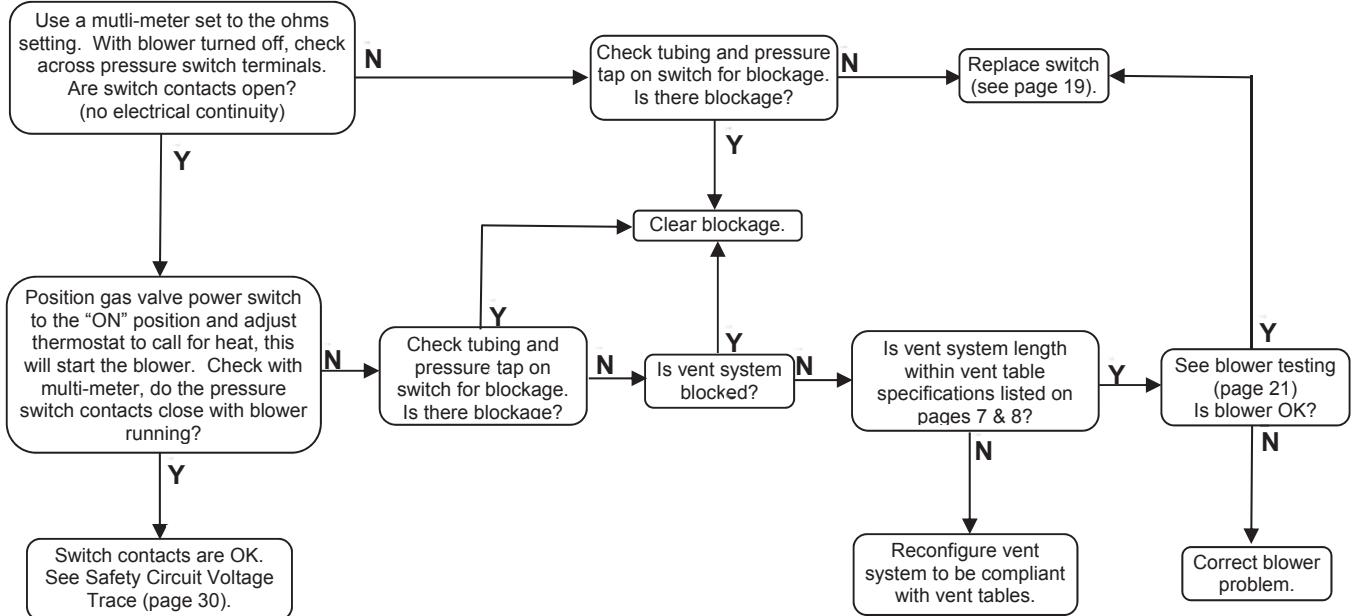 Use a mutli-meter set to the ohms
setting. With blower turned off, check
across pressure switch terminals.
Are switch contacts open?
(no electrical continuity)
N
Check tubing and pressure
tap on switch for blockage.
Is there blockage?
N
Replace switch
(see page 19).
Y
Y
Clear blockage.
Position gas valve power switch
to the “ON” position and adjust
thermostat to call for heat, this
will start the blower. Check with
multi-meter, do the pressure
switch contacts close with blower
running?
N
Y
Check tubing and
pressure tap on
switch for blockage.
Is there blockage?
N
Y
Is vent system
blocked?
N
Is vent system length
within vent table
specifications listed on
pages 7 & 8?
Y
Y
See blower testing
(page 21)
Is blower OK?
Y
N
N
Switch contacts are OK.
See Safety Circuit Voltage
Trace (page 30).
Reconfigure vent
system to be compliant
with vent tables.
Correct blower
problem.